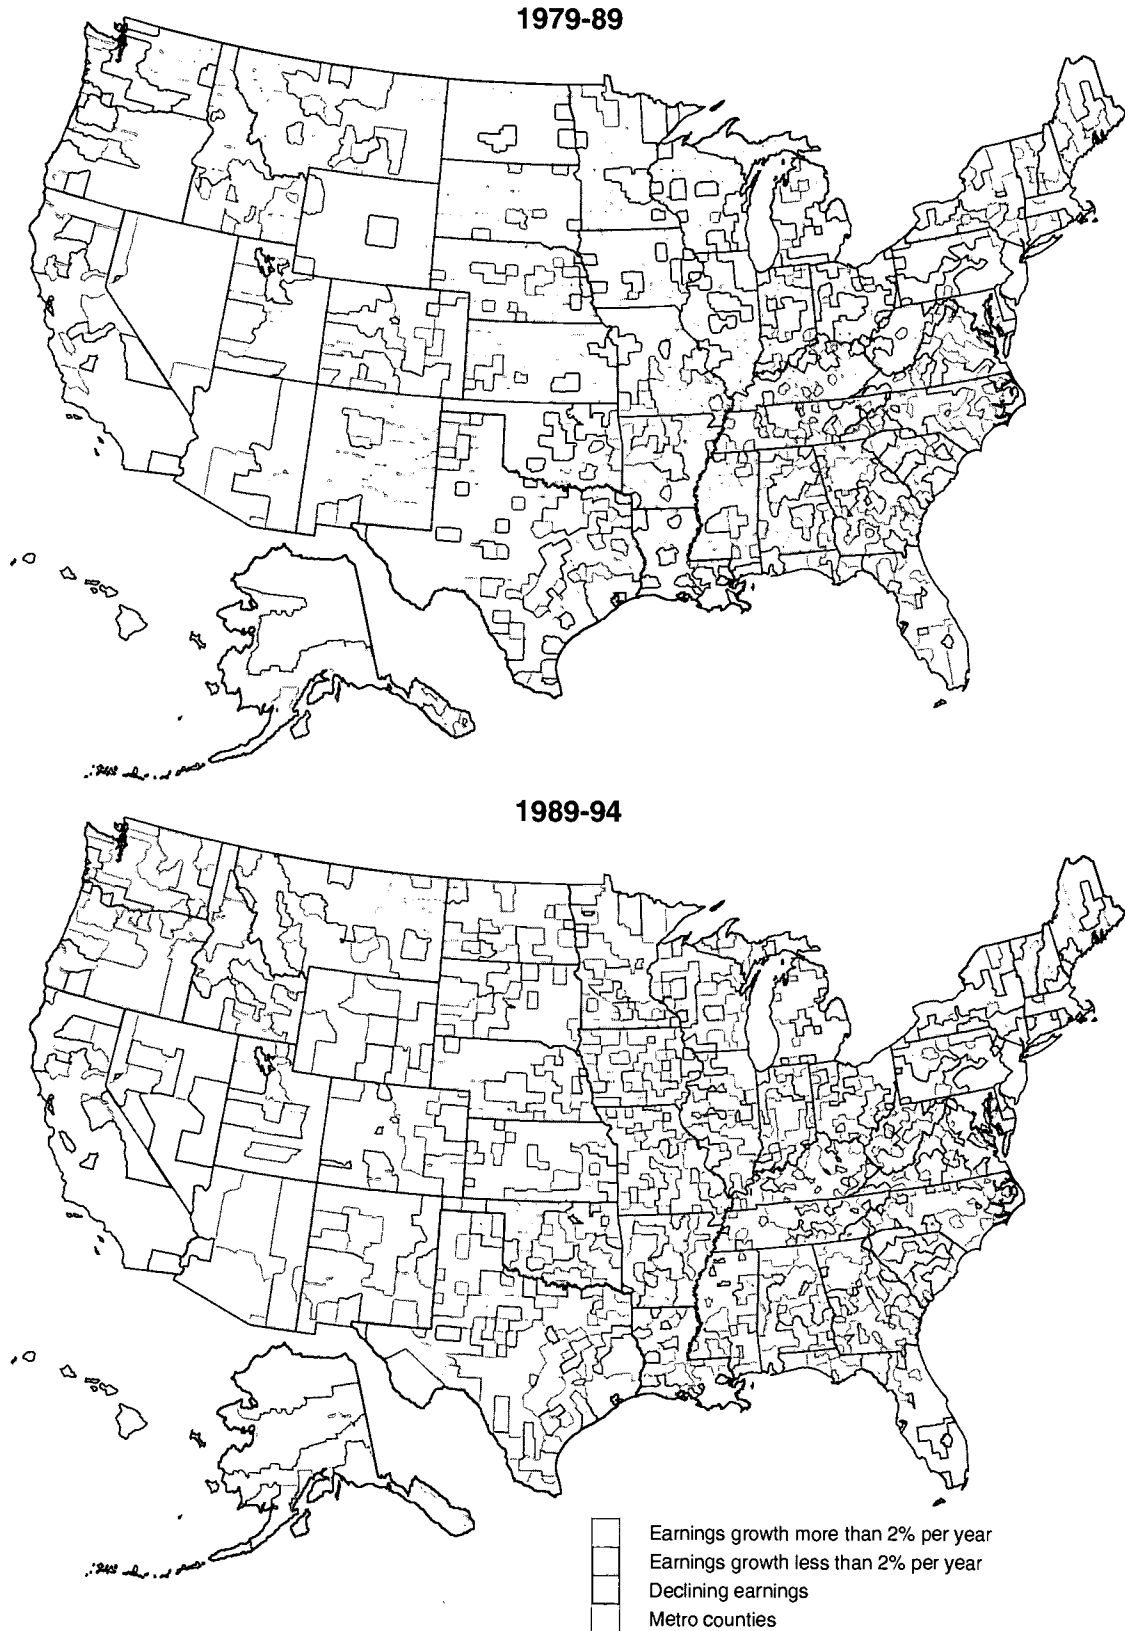 1979-89
1989-94
Earnings growth more than 2% per year
Earnings growth less than 2% per year
Declining earnings
Metro counties